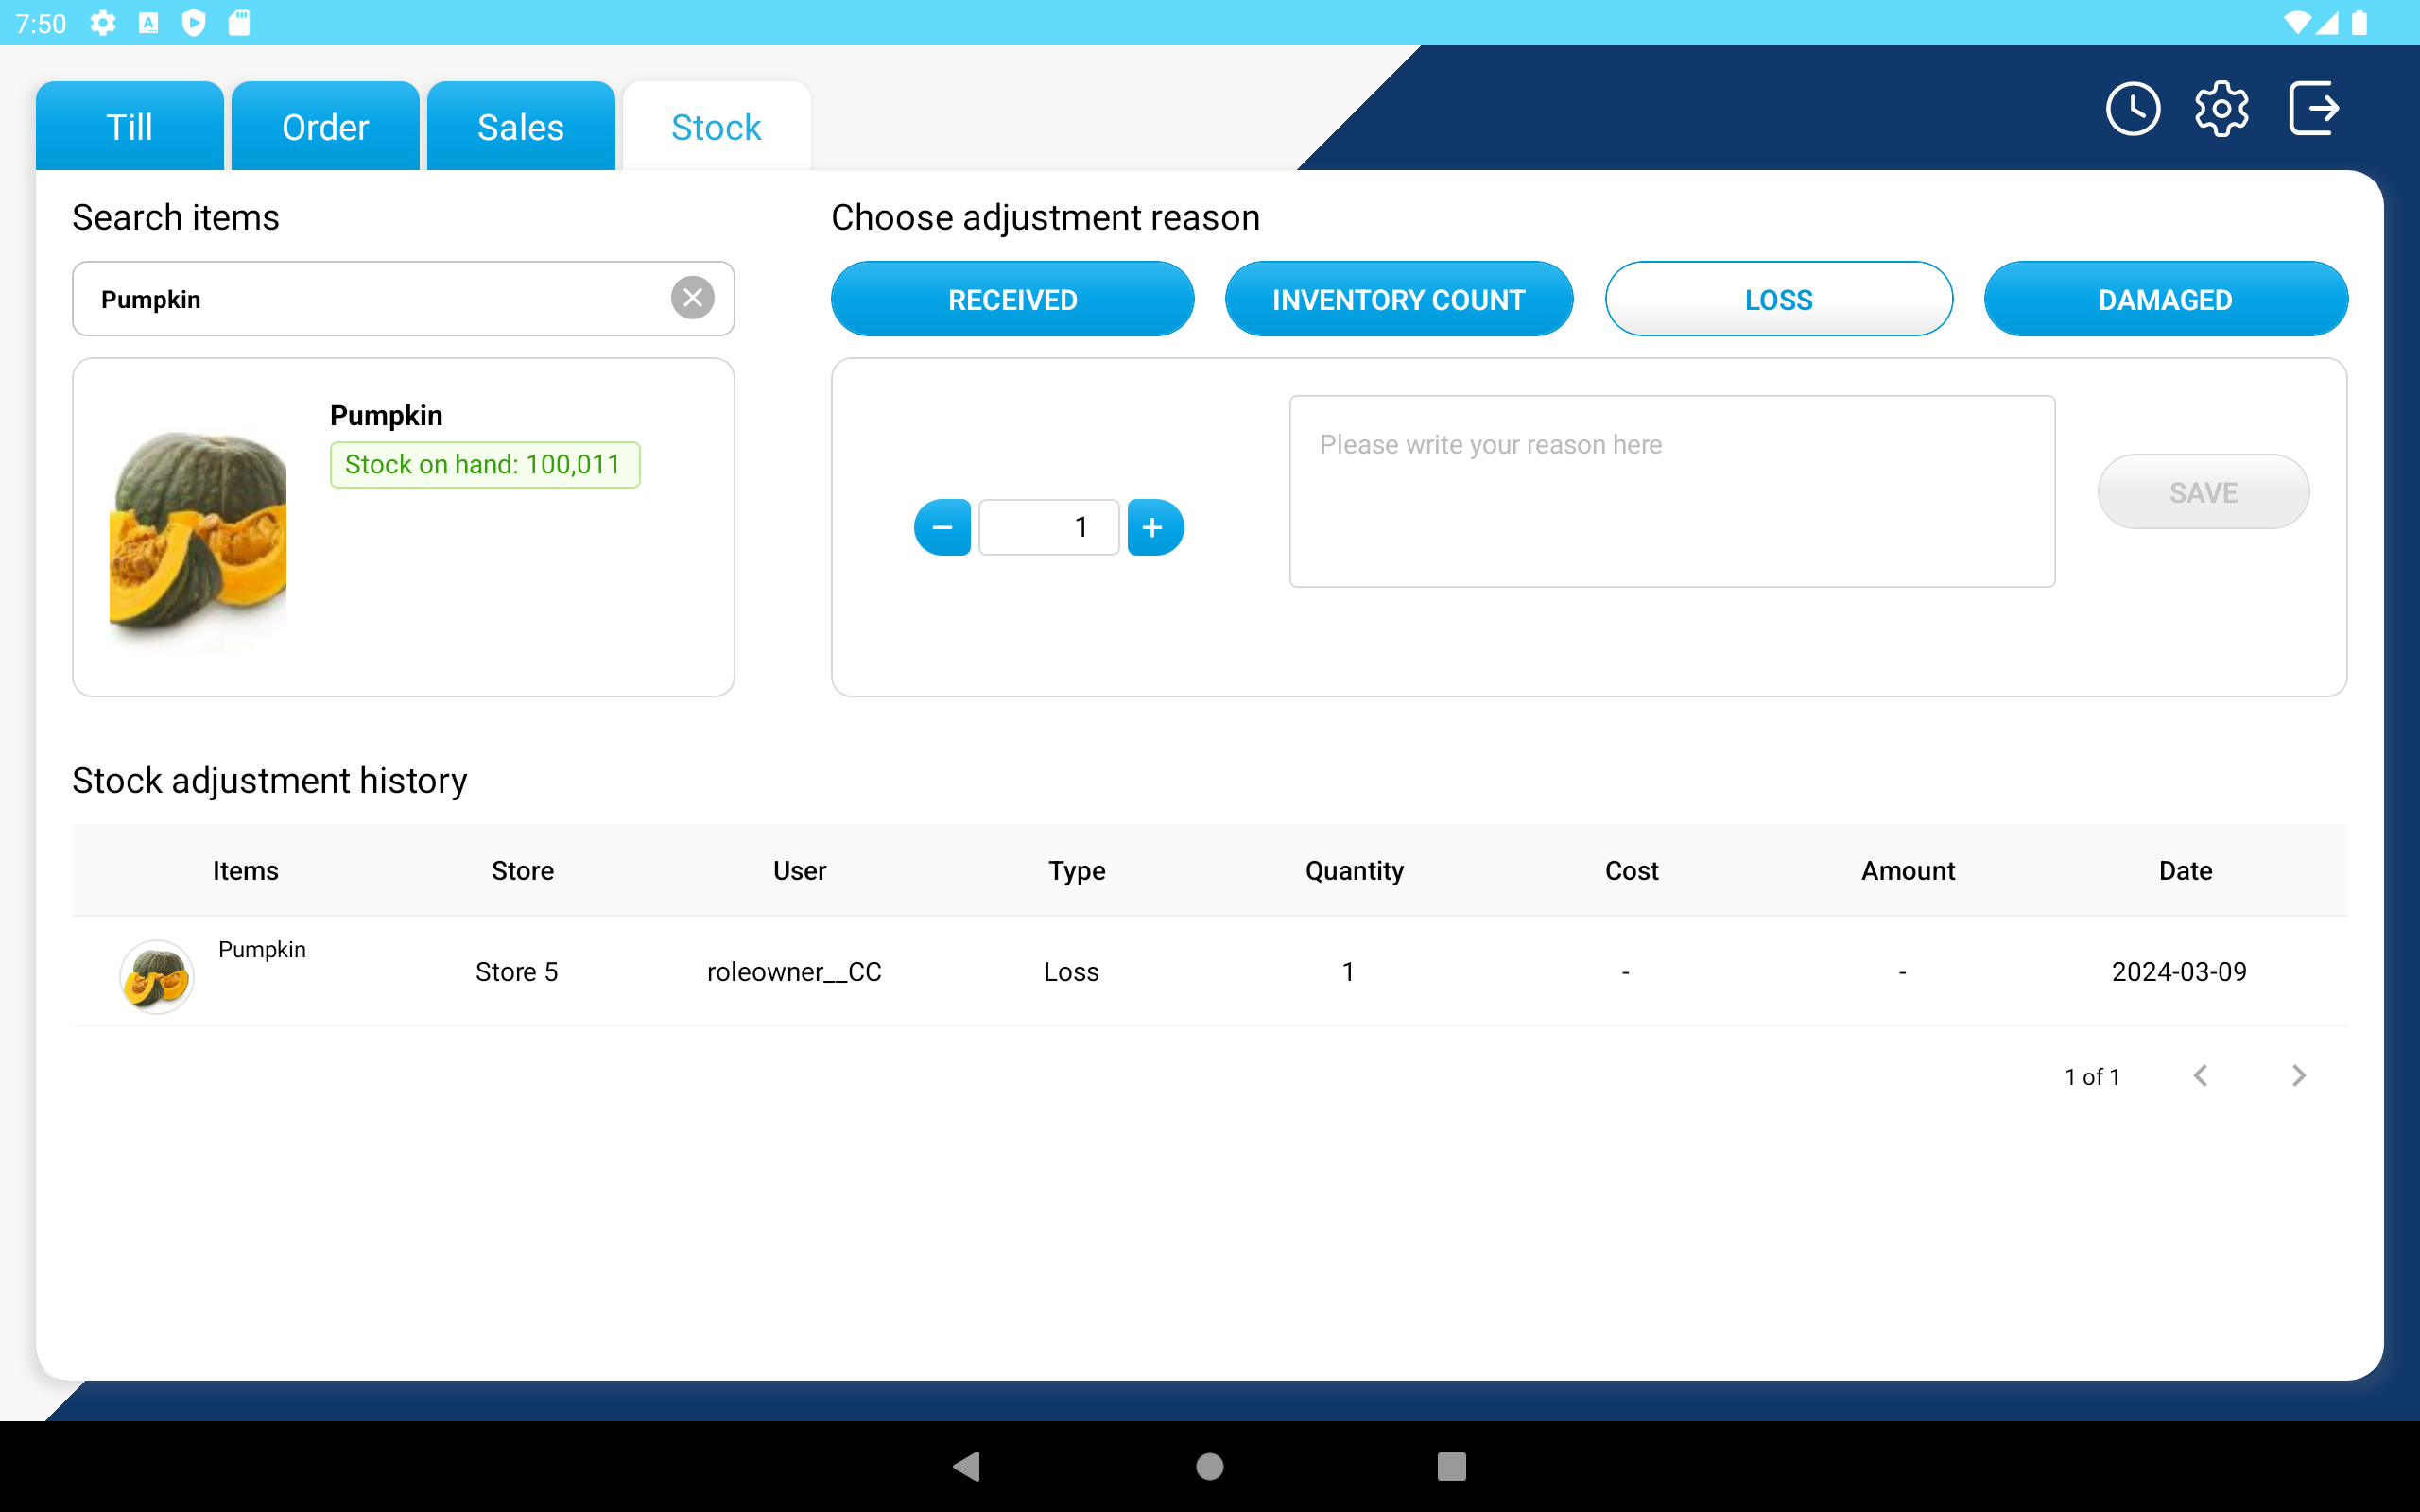 7:50
Till
Order
Sales
Stock
Search items
Choose adjustment reason
Pumpkin
RECEIVED
INVENTORY COUNT
LOSS
DAMAGED
Pumpkin
Stock on hand: 100,011
1
Please write your reason here
SAVE
Stock adjustment history
Items Store User Type Quantity Cost Amount Date
Pumpkin Store 5 roleowner__CC Loss 1 - - 2024-03-09
1 of 1